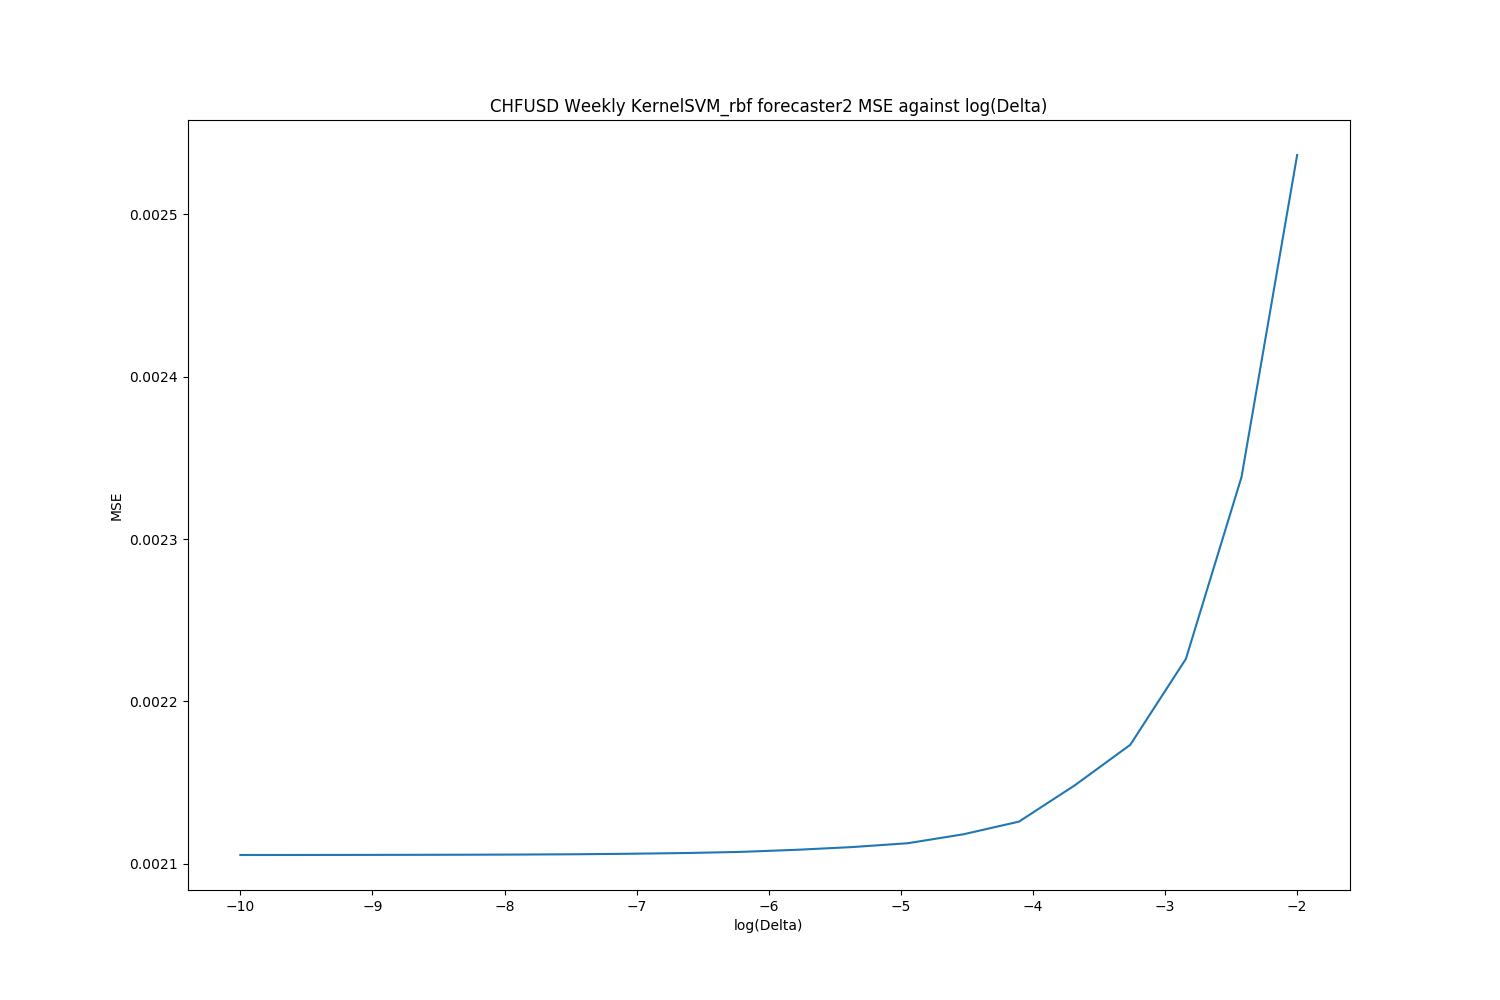 CHFUSD Weekly KernelSVM_rbf forecaster2 MSE against log(Delta)
0.0025
0.0024
0.0023
0.0022
0.0021
MSE
−10 −9 −8 −7 −6 −5 −4 −3 −2
log(Delta)